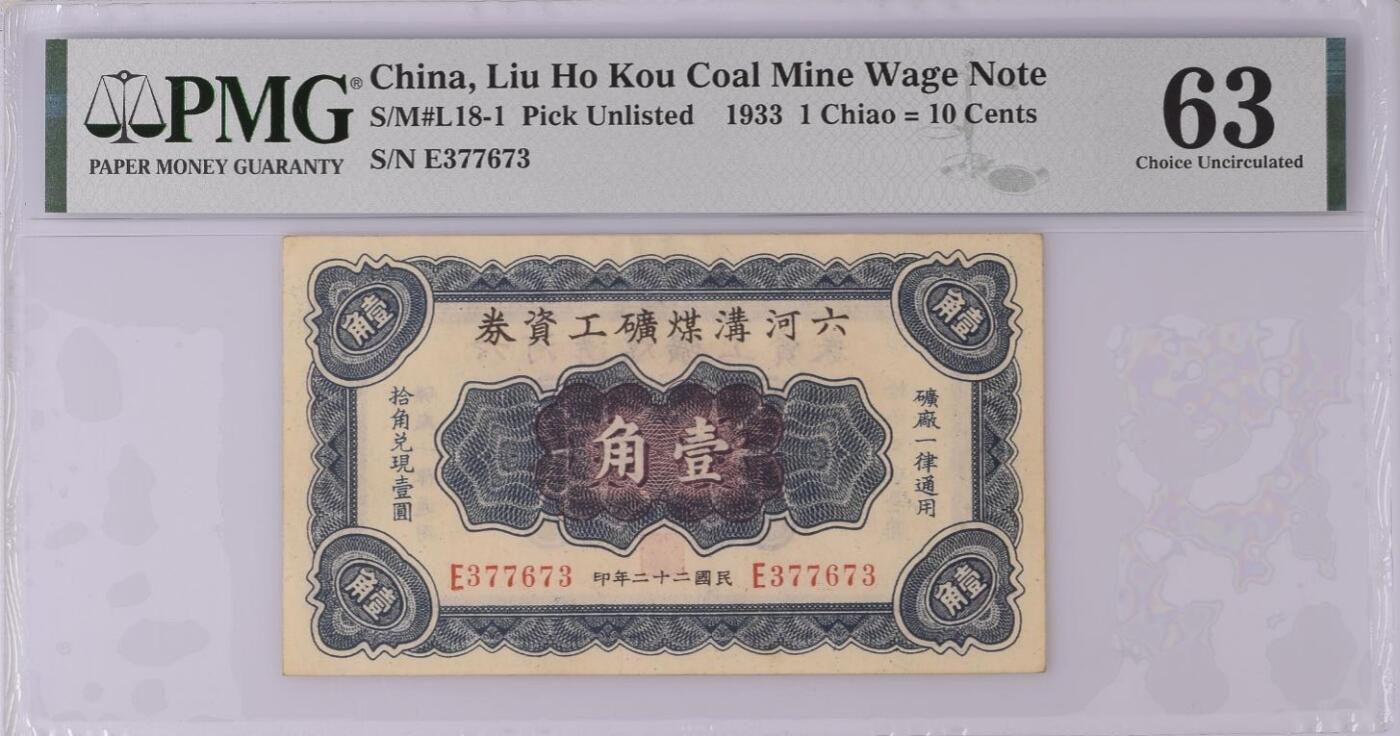 PMG®
PAPER MONEY GUARANTY
China, Liu Ho Kou Coal Mine Wage Note
S/M#L18-1 Pick Unlisted 1933 1 Chiao = 10 Cents
S/N E377673
63
Choice Uncirculated
壹角
壹角
六河溝煤礦工資券
礦廠一律通用
壹角
拾角兌現壹圓
E377673
民國二十二年印
E377673
壹角
壹角